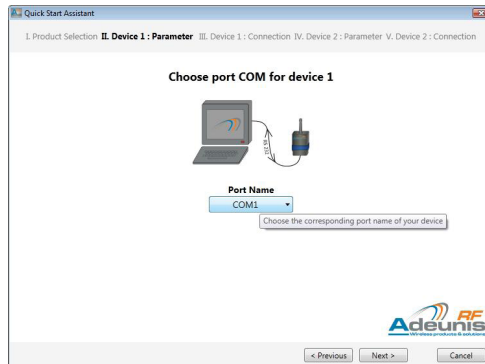 Quick Start Assistant
I. Product Selection II. Device 1 : Parameter III. Device 1 : Connection IV. Device 2 : Parameter V. Device 2 : Connection
Choose port COM for device 1
RS 232
Port Name
COM1
Choose the corresponding port name of your device
Adeunis RF
Wireless products & solutions
< Previous Next > Cancel